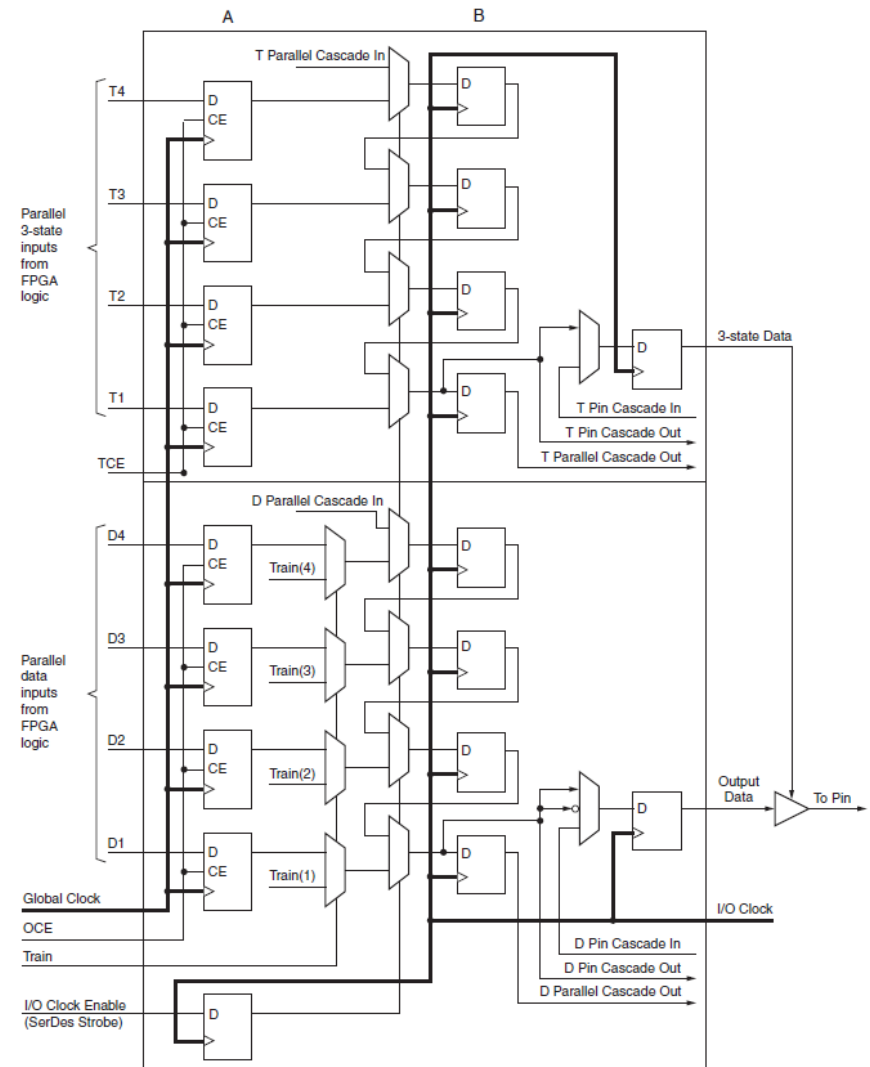 A
B
T Parallel Cascade In
T4
D
CE
D
T3
D
CE
D
Parallel
3-state
inputs
from
FPGA
logic
T2
D
CE
D
3-state Data
D
T1
D
CE
D
T Pin Cascade In
T Pin Cascade Out
T Parallel Cascade Out
TCE
D Parallel Cascade In
D4
D
CE
Train(4)
D
D3
D
CE
Train(3)
D
Parallel
data
inputs
from
FPGA
logic
D2
D
CE
Train(2)
D
Output
Data
D
To Pin
D1
D
CE
Train(1)
D
Global Clock
I/O Clock
OCE
D Pin Cascade In
Train
D Pin Cascade Out
D Parallel Cascade Out
I/O Clock Enable
(SerDes Strobe)
D